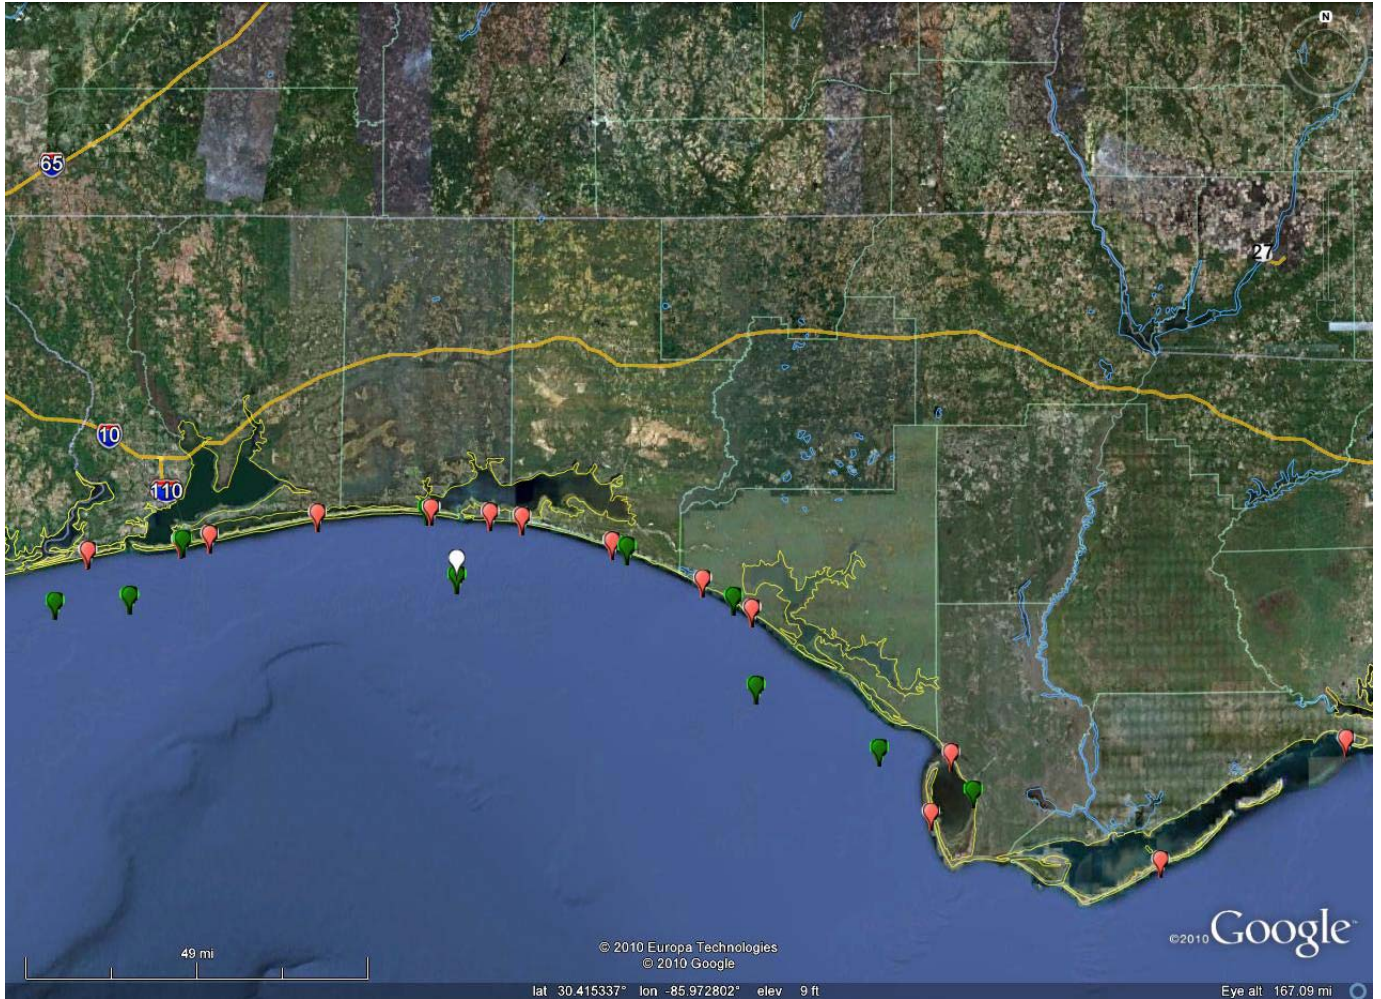 N
65
27
10
110
49 mi
© 2010 Europa Technologies
© 2010 Google
©2010 Google™
lat 30.415337° lon -85.972802° elev 9 ft
Eye alt 167.09 mi